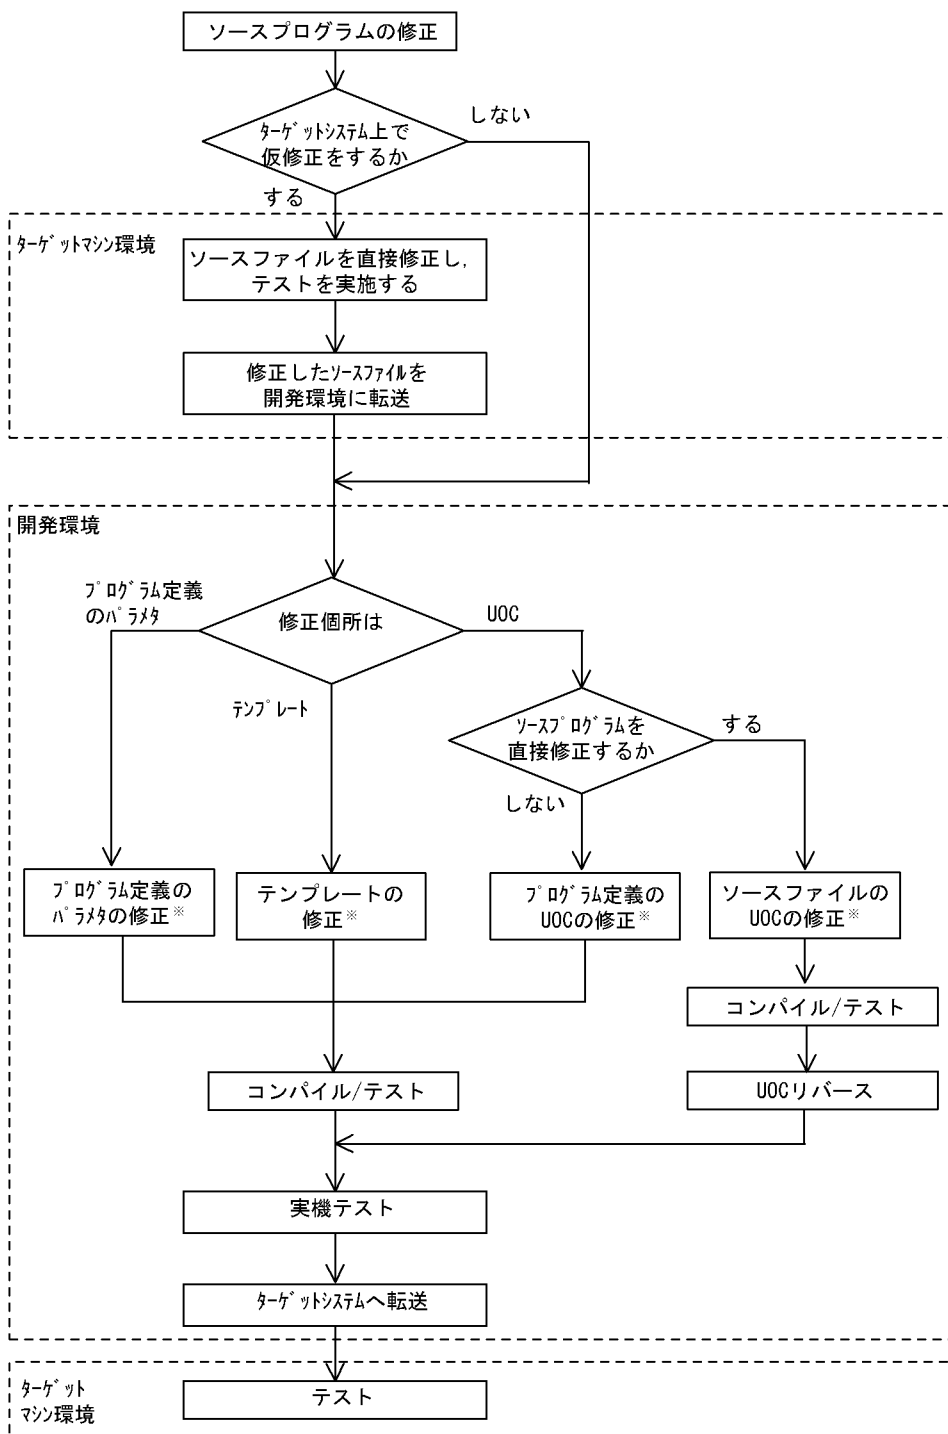 ソースプログラムの修正
しない
ﾀｰｹﾞｯﾄｼｽﾃﾑ上で
仮修正をするか
する
ﾀｰｹﾞｯﾄﾏｼﾝ環境
ソースファイルを直接修正し,
テストを実施する
修正したｿｰｽﾌｧｲﾙを
開発環境に転送
開発環境
ﾌﾟﾛｸﾞﾗﾑ定義
のﾊﾟﾗﾒﾀ
修正個所は
UOC
ﾃﾝﾌﾟﾚｰﾄ
ｿｰｽﾌﾟﾛｸﾞﾗﾑを
直接修正するか
する
しない
ﾌﾟﾛｸﾞﾗﾑ定義の
ﾊﾟﾗﾒﾀの修正※
テンプレートの
修正※
ﾌﾟﾛｸﾞﾗﾑ定義の
UOCの修正※
ソースファイルの
UOCの修正※
コンパイル/テスト
コンパイル/テスト
UOCリバース
実機テスト
ﾀｰｹﾞｯﾄｼｽﾃﾑへ転送
ﾀｰｹﾞｯﾄ
ﾏｼﾝ環境
テスト